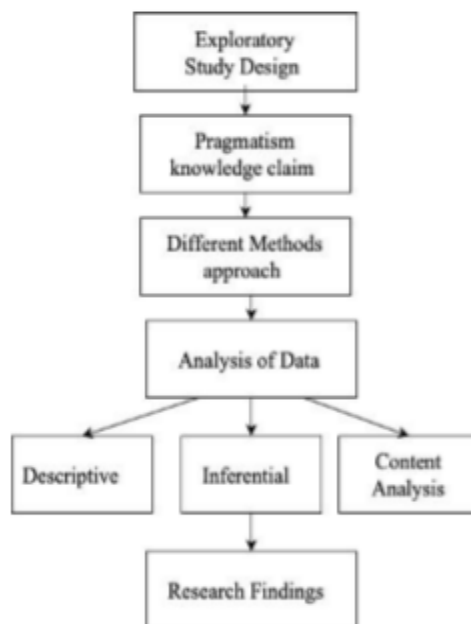 Exploratory
Study Design
Pragmatism
knowledge claim
Different Methods
approach
Analysis of Data
Descriptive
Inferential
Content
Analysis
Research Findings